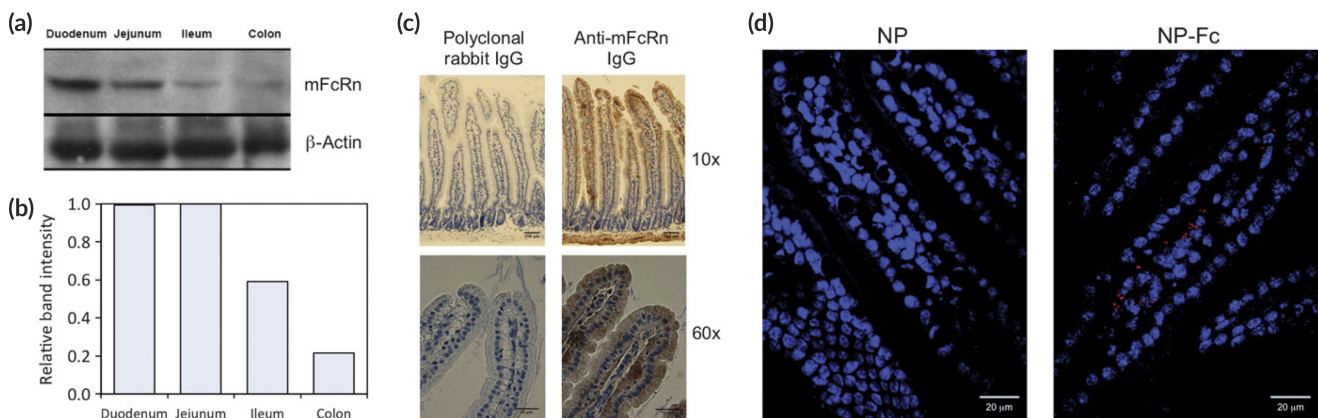 (a)
Duodenum Jejunum Ileum Colon
mFcRn
β-Actin
(b)
Relative band intensity
1.0
0.8
0.6
0.4
0.2
0.0
Duodenum Jejunum Ileum Colon
(c)
Polyclonal
rabbit IgG
Anti-mFcRn
IgG
10x
60x
(d)
NP
NP-Fc
20 μm
20 μm